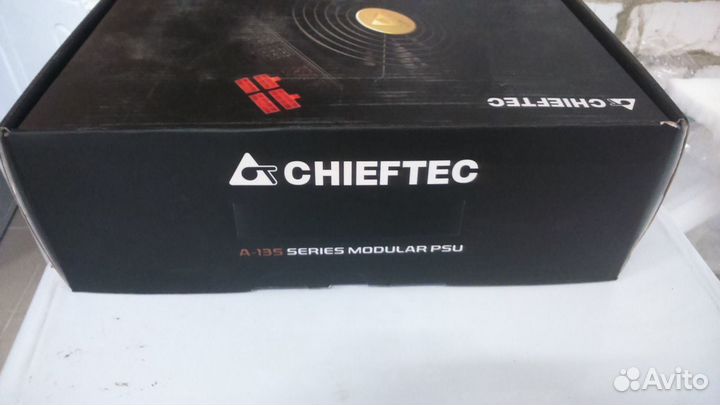 CHIEFTEC
CHIEFTEC
A-135 SERIES MODULAR PSU
Avito